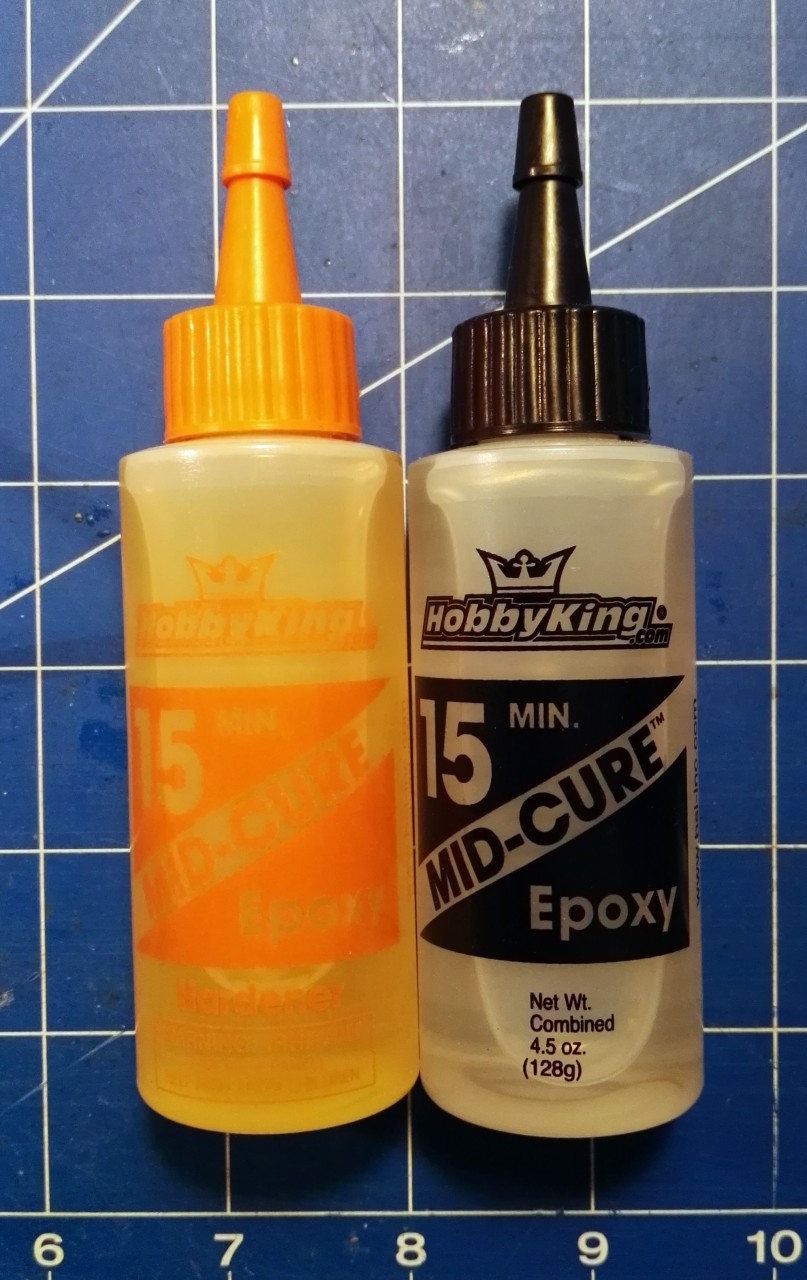 HobbyKing
.com
15 MIN.
MID-CURE
Epoxy
Hardener
HobbyKing®
.com
15 MIN.
MID-CURE™
Epoxy
Net Wt.
Combined
4.5 oz.
(128g)
6 7 8 9 10